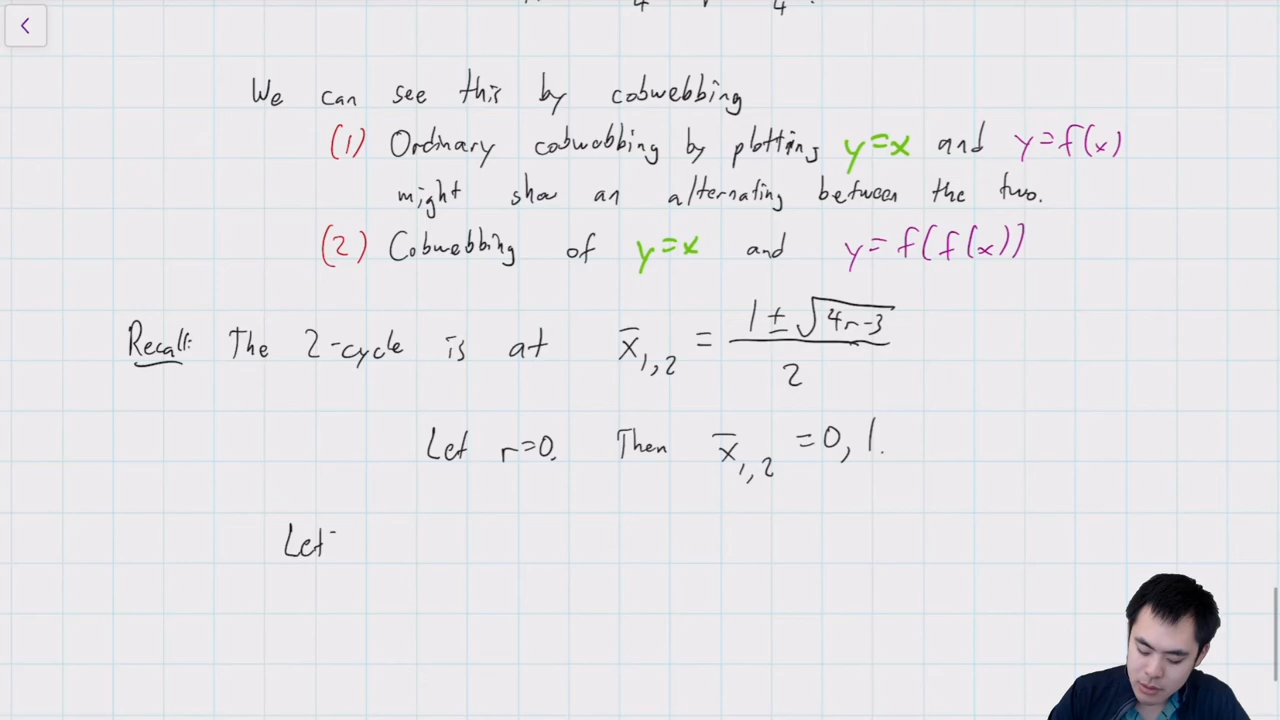 We can see this by cobwebbing
(1) Ordinary cobwebbing by plotting y=x and y=f(x)
might show an alternating between the two.
(2) Cobwebbing of y=x and y=f(f(x))
Recall: The 2-cycle is at x̄₁,₂ = (1±√(4r-3))/2
Let r=0. Then x̄₁,₂ = 0, 1.
Let